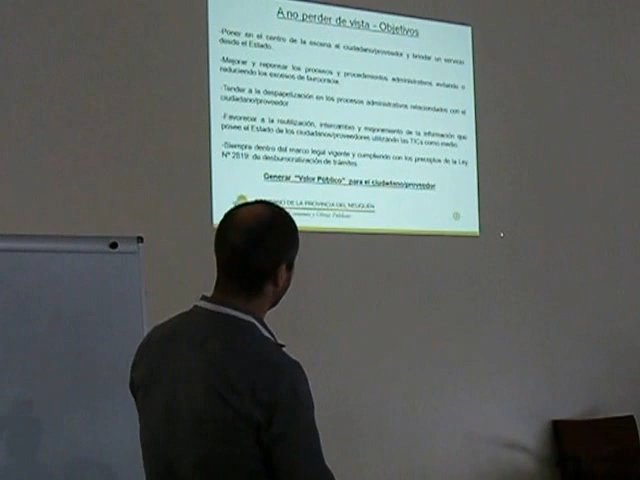 A no perder de vista - Objetivos
-Poner en el centro de la escena al ciudadano/proveedor y brindar un servicio
desde el Estado.
-Mejorar y repensar los procesos y procedimientos administrativos evitando o
reduciendo los excesos de burocracia.
-Tender a la despapelización en los procesos administrativos relacionados con el
ciudadano/proveedor
-Favorecer a la reutilización, intercambio y mejoramiento de la información que
posee el Estado de los ciudadanos/proveedores utilizando las TICs como medio.
-Siempre dentro del marco legal vigente y cumpliendo con los preceptos de la Ley
Nº 2819: de desburocratización de trámites.
Generar "Valor Público" para el ciudadano/proveedor
DE LA PROVINCIA DEL NEUQUÉN
y Obras Públicas